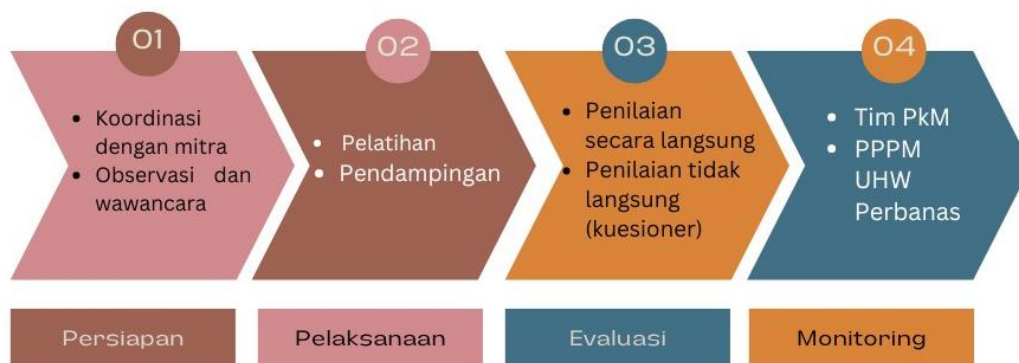 01
• Koordinasi
dengan mitra
• Observasi dan
wawancara
Persiapan
02
• Pelatihan
• Pendampingan
Pelaksanaan
03
• Penilaian
secara langsung
• Penilaian tidak
langsung
(kuesioner)
Evaluasi
04
• Tim PkM
• PPPM
UHW
Perbanas
Monitoring